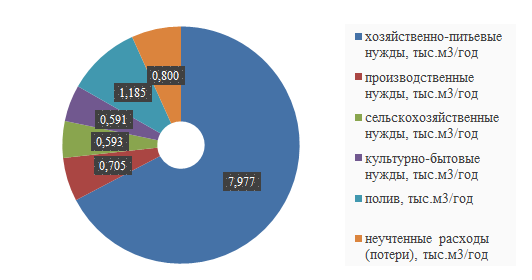 0,800
1,185
0,591
0,593
0,705
7,977
хозяйственно-питьевые
нужды, тыс.м3/год
производственные
нужды, тыс.м3/год
сельскохозяйственные
нужды, тыс.м3/год
культурно-бытовые
нужды, тыс.м3/год
полив, тыс.м3/год
неучтенные расходы
(потери), тыс.м3/год